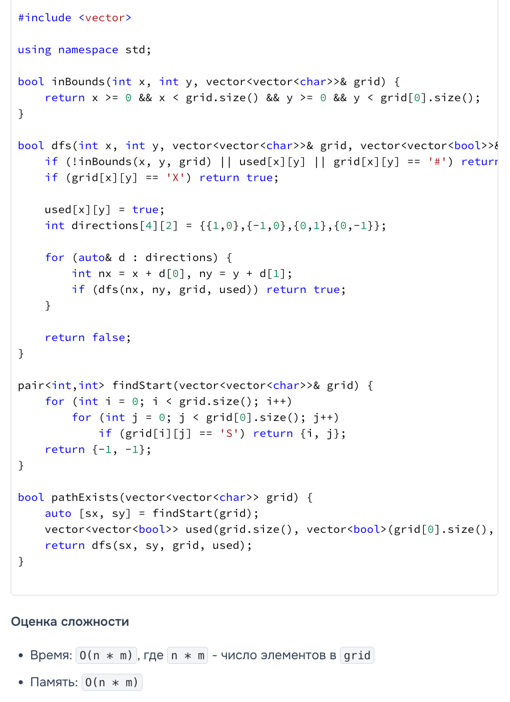 #include <vector>
using namespace std;
bool inBounds(int x, int y, vector<vector<char>>& grid) {
    return x >= 0 && x < grid.size() && y >= 0 && y < grid[0].size();
}
bool dfs(int x, int y, vector<vector<char>>& grid, vector<vector<bool>>&
    if (!inBounds(x, y, grid) || used[x][y] || grid[x][y] == '#') return
    if (grid[x][y] == 'X') return true;
    used[x][y] = true;
    int directions[4][2] = {{1,0},{-1,0},{0,1},{0,-1}};
    for (auto& d : directions) {
        int nx = x + d[0], ny = y + d[1];
        if (dfs(nx, ny, grid, used)) return true;
    }
    return false;
}
pair<int,int> findStart(vector<vector<char>>& grid) {
    for (int i = 0; i < grid.size(); i++)
        for (int j = 0; j < grid[0].size(); j++)
            if (grid[i][j] == 'S') return {i, j};
    return {-1, -1};
}
bool pathExists(vector<vector<char>> grid) {
    auto [sx, sy] = findStart(grid);
    vector<vector<bool>> used(grid.size(), vector<bool>(grid[0].size(),
    return dfs(sx, sy, grid, used);
}
Оценка сложности
• Время: O(n * m), где n * m - число элементов в grid
• Память: O(n * m)